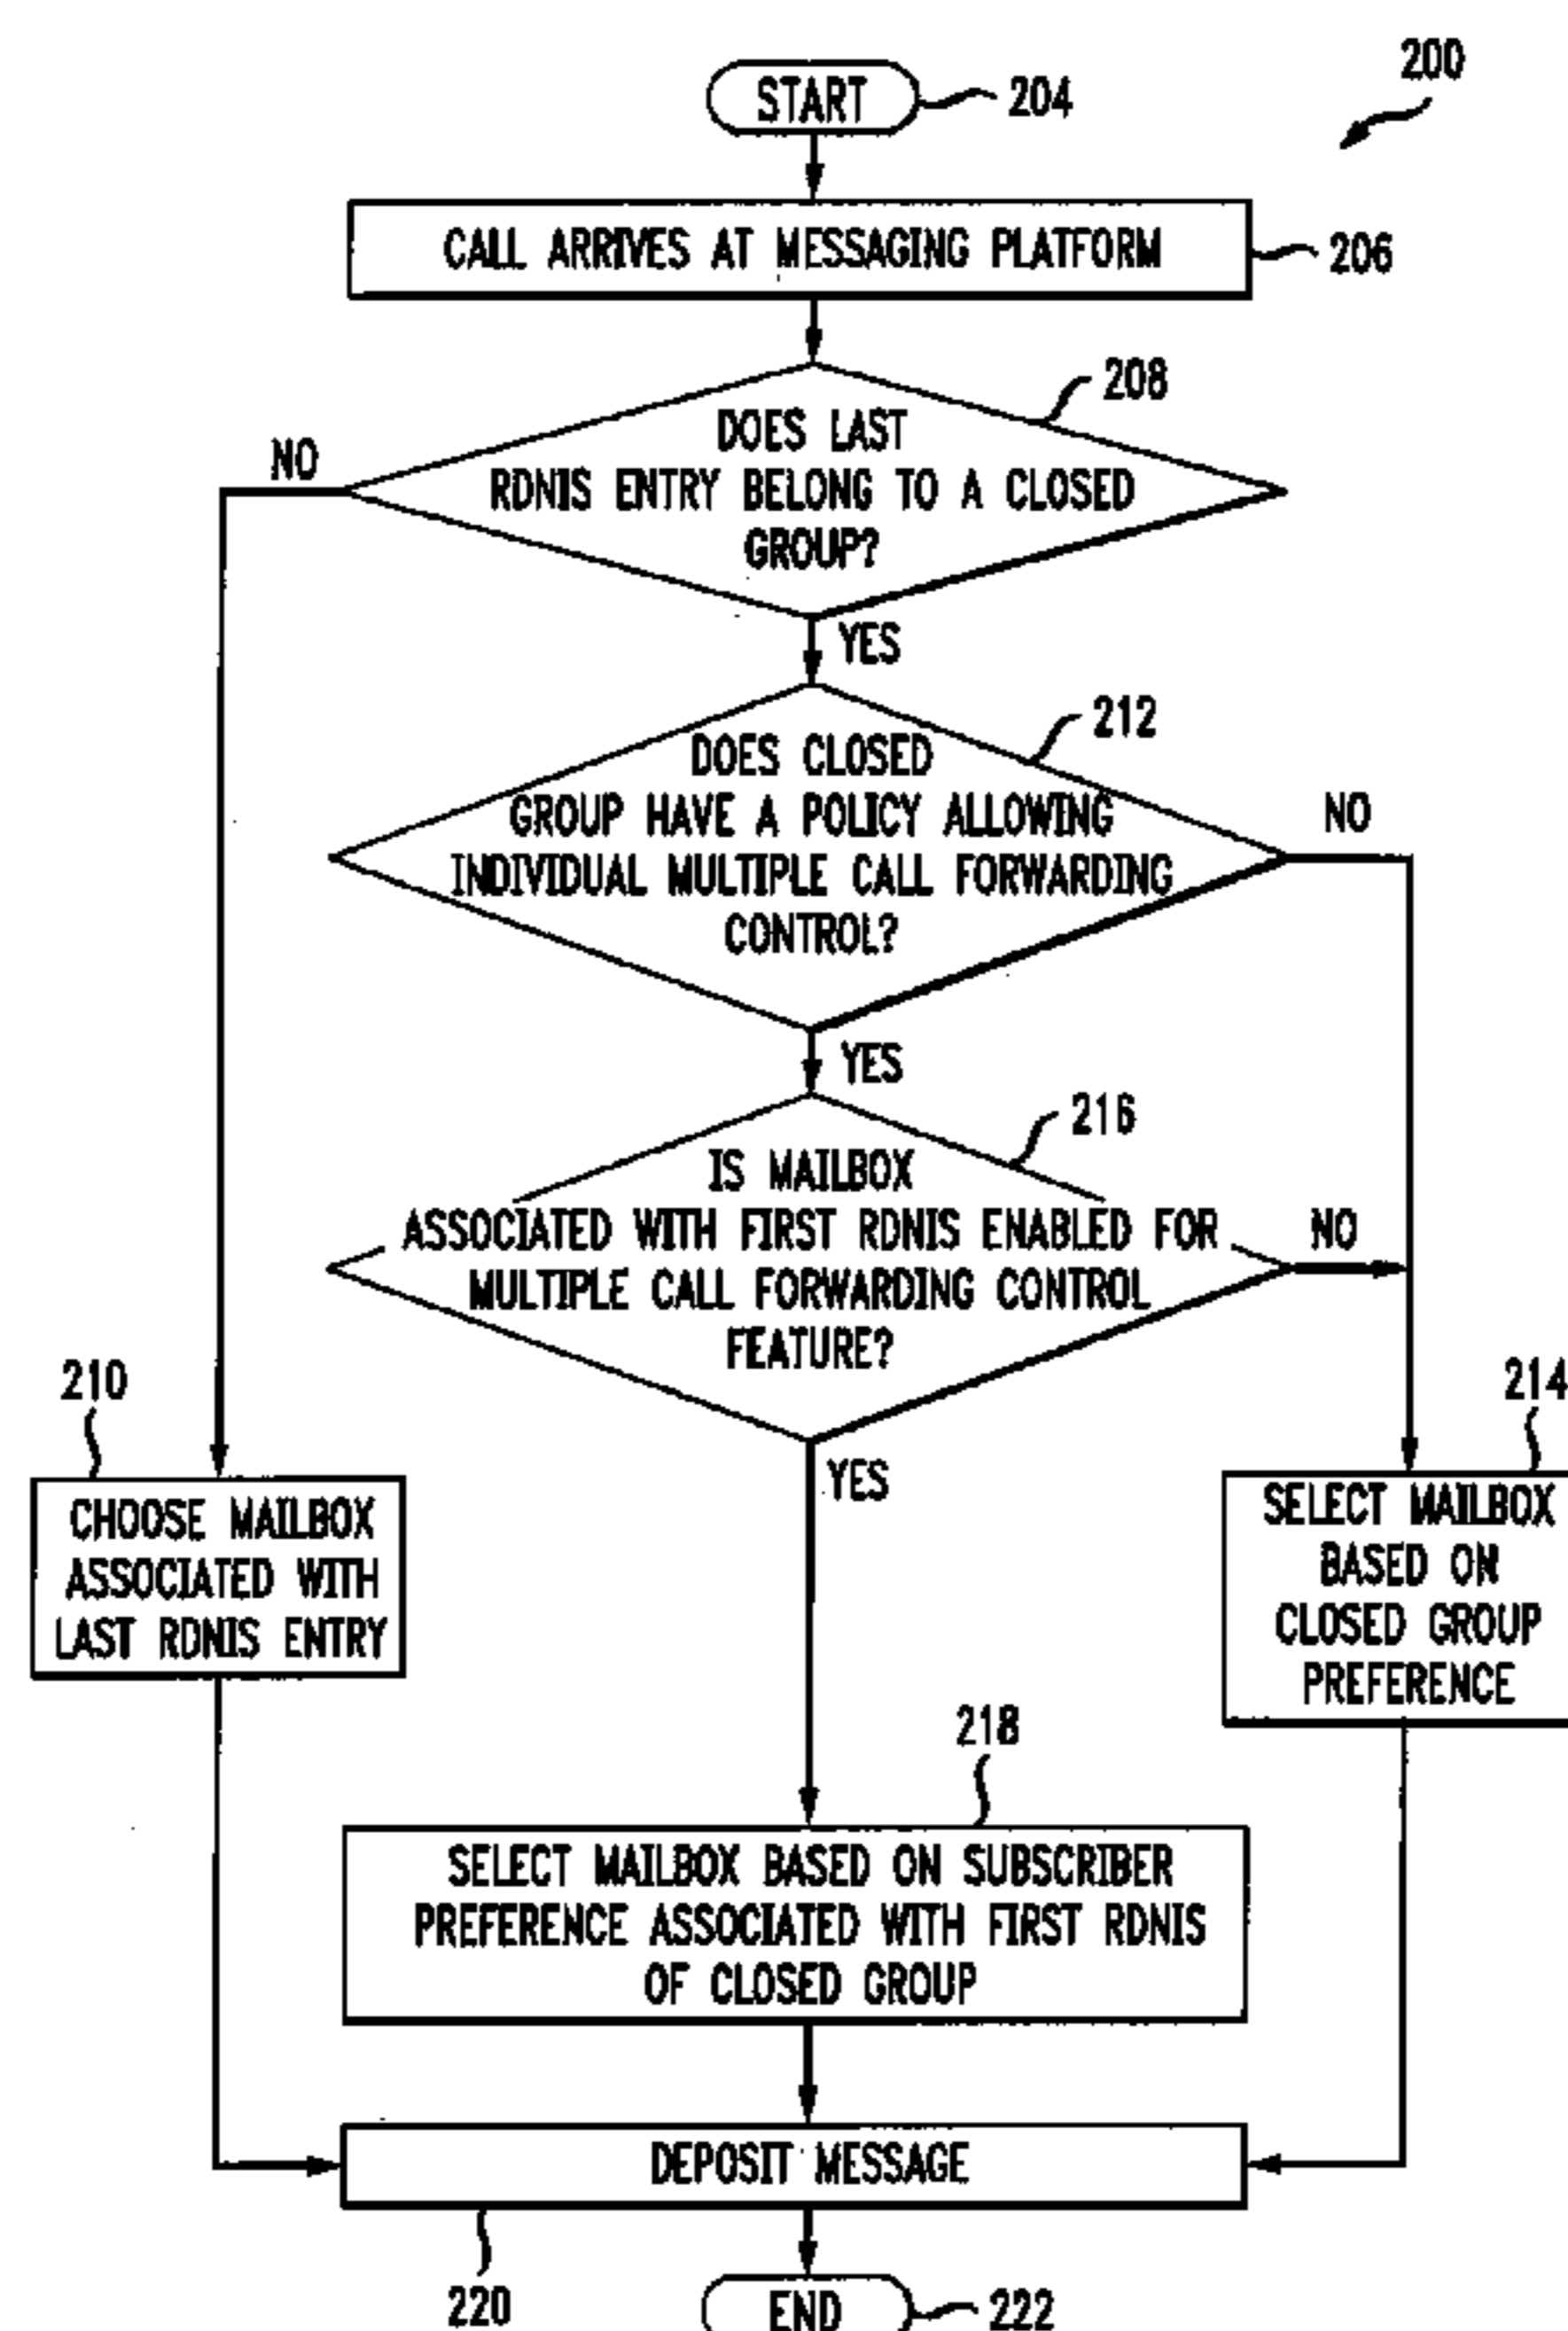 200
START
204
CALL ARRIVES AT MESSAGING PLATFORM
206
208
DOES LAST
RDNIS ENTRY BELONG TO A CLOSED
GROUP?
NO
YES
212
DOES CLOSED
GROUP HAVE A POLICY ALLOWING
INDIVIDUAL MULTIPLE CALL FORWARDING
CONTROL?
NO
YES
216
IS MAILBOX
ASSOCIATED WITH FIRST RDNIS ENABLED FOR
MULTIPLE CALL FORWARDING CONTROL
FEATURE?
NO
YES
210
CHOOSE MAILBOX
ASSOCIATED WITH
LAST RDNIS ENTRY
214
SELECT MAILBOX
BASED ON
CLOSED GROUP
PREFERENCE
218
SELECT MAILBOX BASED ON SUBSCRIBER
PREFERENCE ASSOCIATED WITH FIRST RDNIS
OF CLOSED GROUP
DEPOSIT MESSAGE
220
END
222